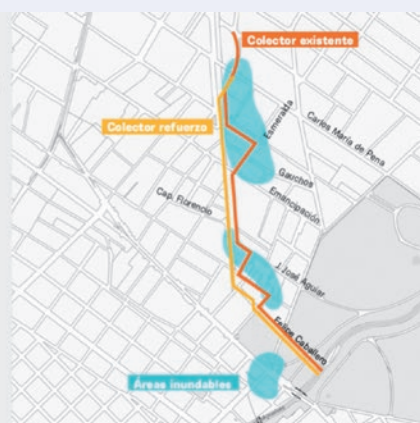 Colector existente
Colector refuerzo
Esmeralda
Carlos María de Pena
Gauchos
Emancipación
Cap. Florencio
J. José Aguiar
Felipe Caballero
Áreas inundables